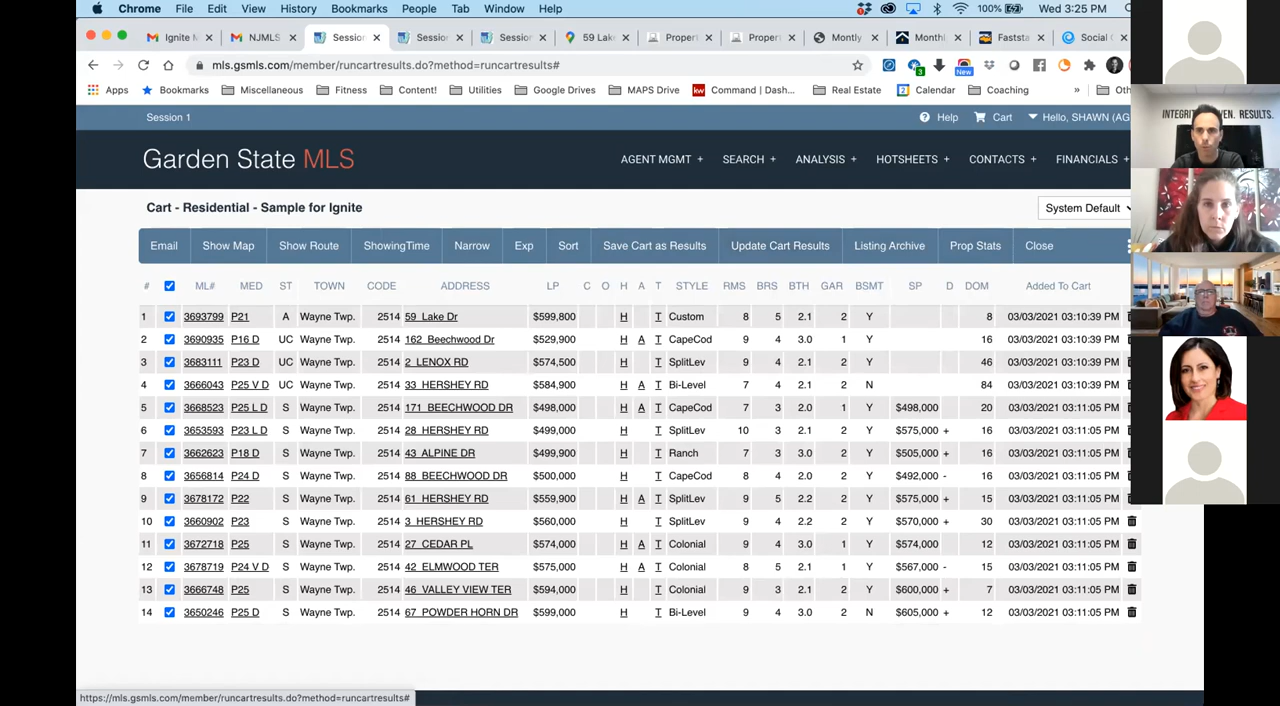 Chrome File Edit View History Bookmarks People Tab Window Help 100% Wed 3:25 PM
Ignite M NJMLS Session Session Session 59 Lake Propert Propert Montly Monthl Faststa Social C
mls.gsmls.com/member/runcartresults.do?method=runcartresults# 3 New
Apps Bookmarks Miscellaneous Fitness Content! Utilities Google Drives MAPS Drive kw Command | Dash... Real Estate 2 Calendar Coaching » Ot
Session 1 Help Cart Hello, SHAWN (AG
INTEGRITY DRIVEN. RESULTS.
Garden State MLS AGENT MGMT + SEARCH + ANALYSIS + HOTSHEETS + CONTACTS + FINANCIALS +
Cart - Residential - Sample for Ignite System Default
Email Show Map Show Route ShowingTime Narrow Exp Sort Save Cart as Results Update Cart Results Listing Archive Prop Stats Close
# ML# MED ST TOWN CODE ADDRESS LP C O H A T STYLE RMS BRS BTH GAR BSMT SP D DOM Added To Cart
1 3693799 P21 A Wayne Twp. 2514 59 Lake Dr $599,800 H T Custom 8 5 2.1 2 Y 8 03/03/2021 03:10:39 PM
2 3690935 P16 D UC Wayne Twp. 2514 162 Beechwood Dr $529,900 H A T CapeCod 9 4 3.0 1 Y 16 03/03/2021 03:10:39 PM
3 3683111 P23 D UC Wayne Twp. 2514 2 LENOX RD $574,500 H T SplitLev 9 4 2.1 2 Y 46 03/03/2021 03:10:39 PM
4 3666043 P25 V D UC Wayne Twp. 2514 33 HERSHEY RD $584,900 H A T Bi-Level 7 4 2.1 2 N 84 03/03/2021 03:10:39 PM
5 3668523 P25 L D S Wayne Twp. 2514 171 BEECHWOOD DR $498,000 H A T CapeCod 7 3 2.0 1 Y $498,000 20 03/03/2021 03:11:05 PM
6 3653593 P23 L D S Wayne Twp. 2514 28 HERSHEY RD $499,000 H T SplitLev 10 3 2.1 2 Y $575,000 + 16 03/03/2021 03:11:05 PM
7 3662623 P18 D S Wayne Twp. 2514 43 ALPINE DR $499,900 H T Ranch 7 3 3.0 2 Y $505,000 + 16 03/03/2021 03:11:05 PM
8 3656814 P24 D S Wayne Twp. 2514 88 BEECHWOOD DR $500,000 H T CapeCod 8 4 2.0 2 Y $492,000 - 16 03/03/2021 03:11:05 PM
9 3678172 P22 S Wayne Twp. 2514 61 HERSHEY RD $559,900 H A T SplitLev 9 5 2.2 2 Y $575,000 + 15 03/03/2021 03:11:05 PM
10 3660902 P23 S Wayne Twp. 2514 3 HERSHEY RD $560,000 H T SplitLev 9 4 2.2 2 Y $570,000 + 30 03/03/2021 03:11:05 PM
11 3672718 P25 S Wayne Twp. 2514 27 CEDAR PL $574,000 H A T Colonial 9 4 3.0 1 Y $574,000 12 03/03/2021 03:11:05 PM
12 3678719 P24 V D S Wayne Twp. 2514 42 ELMWOOD TER $575,000 H A T Colonial 8 5 2.1 2 Y $567,000 - 15 03/03/2021 03:11:05 PM
13 3666748 P25 S Wayne Twp. 2514 46 VALLEY VIEW TER $594,000 H T Colonial 9 3 2.1 2 Y $600,000 + 7 03/03/2021 03:11:05 PM
14 3650246 P25 D S Wayne Twp. 2514 67 POWDER HORN DR $599,000 H T Bi-Level 8 4 3.0 2 N $605,000 + 12 03/03/2021 03:11:05 PM
https://mls.gsmls.com/member/runcartresults.do?method=runcartresults#